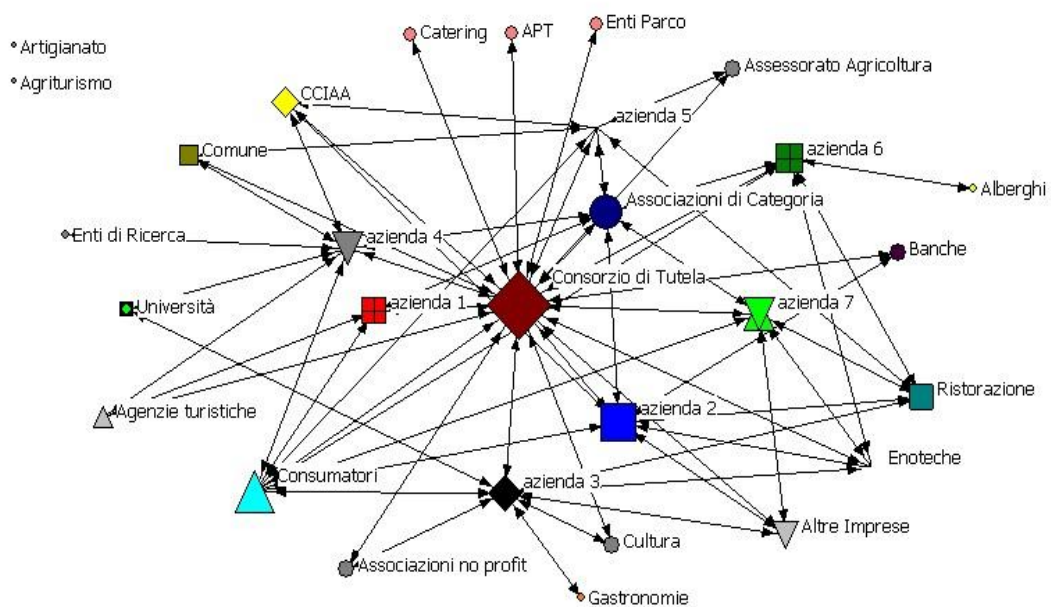 Catering
APT
Enti Parco
Artigianato
Agriturismo
Assessorato Agricoltura
CCIAA
azienda 5
Comune
azienda 6
Alberghi
Associazioni di Categoria
Enti di Ricerca
azienda 4
Banche
Consorzio di Tutela
Università
azienda 1
azienda 7
Ristorazione
Agenzie turistiche
azienda 2
Enoteche
Consumatori
azienda 3
Altre Imprese
Cultura
Associazioni no profit
Gastronomie